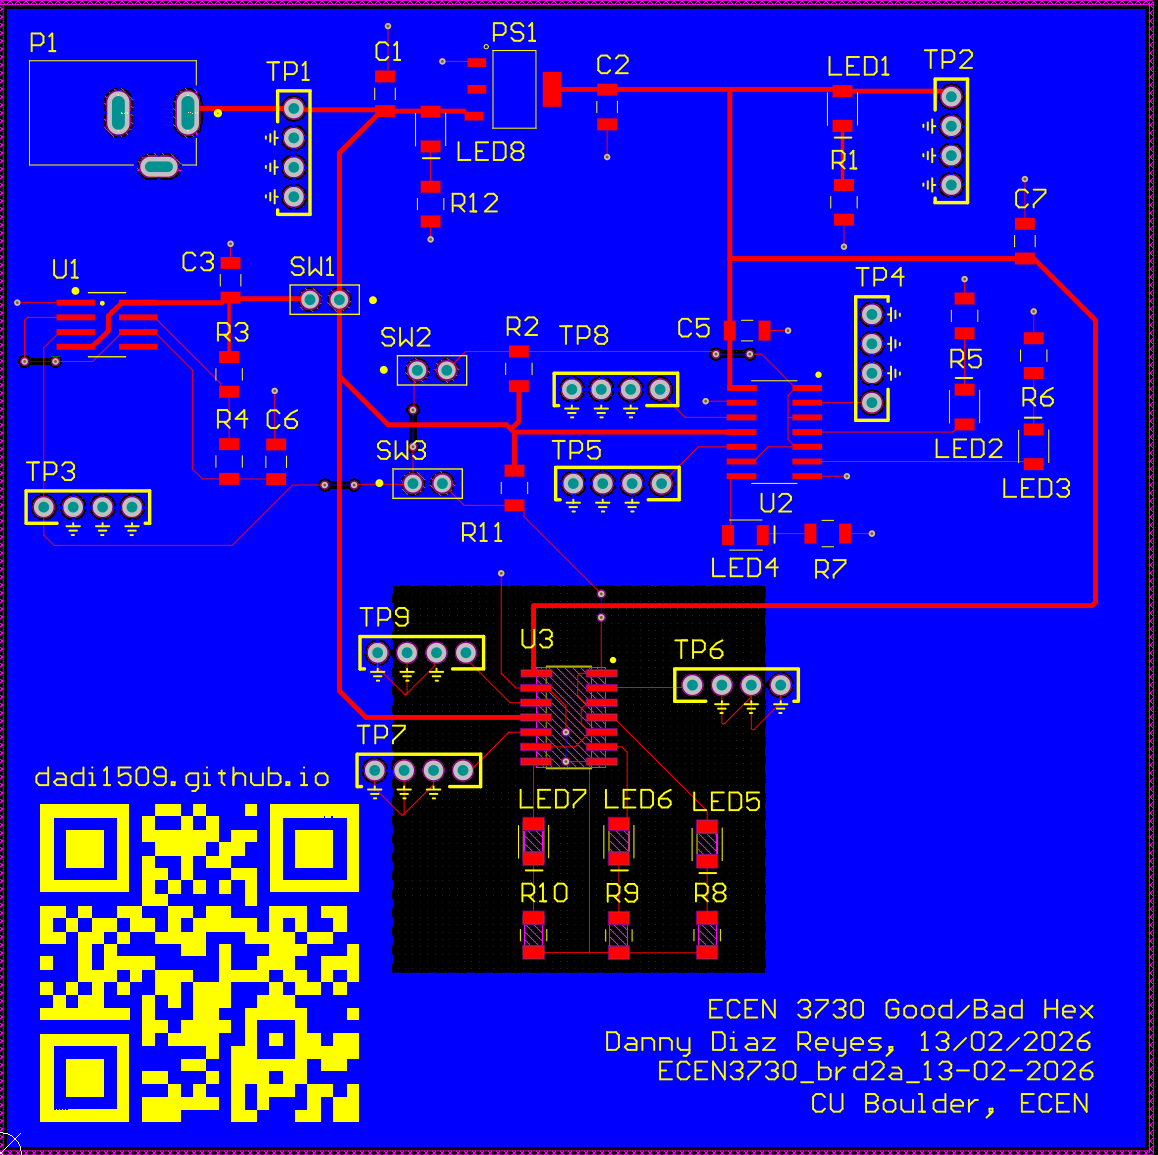 P1
TP1
C1
PS1
C2
LED1
TP2
LED8
R1
R12
C7
U1
C3
SW1
TP4
R3
SW2
R2
TP8
C5
R5
R4
C6
R6
SW3
TP5
LED2
TP3
LED3
U2
R11
LED4
R7
TP9
U3
TP6
TP7
dadi1509.github.io
LED7
LED6
LED5
R10
R9
R8
ECEN 3730 Good/Bad Hex
Danny Diaz Reyes, 13/02/2026
ECEN3730_brd2a_13-02-2026
CU Boulder, ECEN